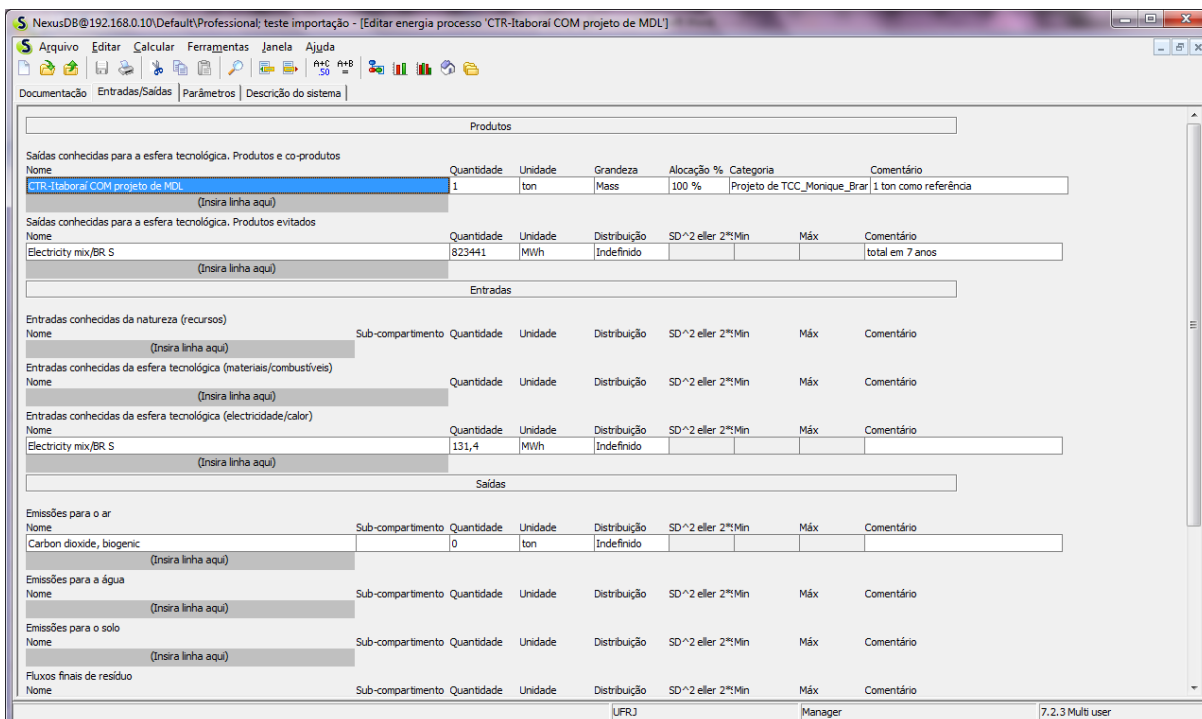 NexusDB@192.168.0.10\Default\Professional; teste importação - [Editar energia processo 'CTR-Itaboraí COM projeto de MDL']
Arquivo Editar Calcular Ferramentas Janela Ajuda
A+C .50 A+B =
Documentação Entradas/Saídas Parâmetros Descrição do sistema
Produtos
Saídas conhecidas para a esfera tecnológica. Produtos e co-produtos
Nome Quantidade Unidade Grandeza Alocação % Categoria Comentário
CTR-Itaboraí COM projeto de MDL 1 ton Mass 100 % Projeto de TCC_Monique_Brar 1 ton como referência
(Insira linha aqui)
Saídas conhecidas para a esfera tecnológica. Produtos evitados
Nome Quantidade Unidade Distribuição SD^2 eller 2*SMin Máx Comentário
Electricity mix/BR S 823441 MWh Indefinido total em 7 anos
(Insira linha aqui)
Entradas
Entradas conhecidas da natureza (recursos)
Nome Sub-compartimento Quantidade Unidade Distribuição SD^2 eller 2*SMin Máx Comentário
(Insira linha aqui)
Entradas conhecidas da esfera tecnológica (materiais/combustíveis)
Nome Quantidade Unidade Distribuição SD^2 eller 2*SMin Máx Comentário
(Insira linha aqui)
Entradas conhecidas da esfera tecnológica (electricidade/calor)
Nome Quantidade Unidade Distribuição SD^2 eller 2*SMin Máx Comentário
Electricity mix/BR S 131,4 MWh Indefinido
(Insira linha aqui)
Saídas
Emissões para o ar
Nome Sub-compartimento Quantidade Unidade Distribuição SD^2 eller 2*SMin Máx Comentário
Carbon dioxide, biogenic 0 ton Indefinido
(Insira linha aqui)
Emissões para a água
Nome Sub-compartimento Quantidade Unidade Distribuição SD^2 eller 2*SMin Máx Comentário
(Insira linha aqui)
Emissões para o solo
Nome Sub-compartimento Quantidade Unidade Distribuição SD^2 eller 2*SMin Máx Comentário
(Insira linha aqui)
Fluxos finais de resíduo
Nome Sub-compartimento Quantidade Unidade Distribuição SD^2 eller 2*SMin Máx Comentário
UFRJ Manager 7.2.3 Multi user